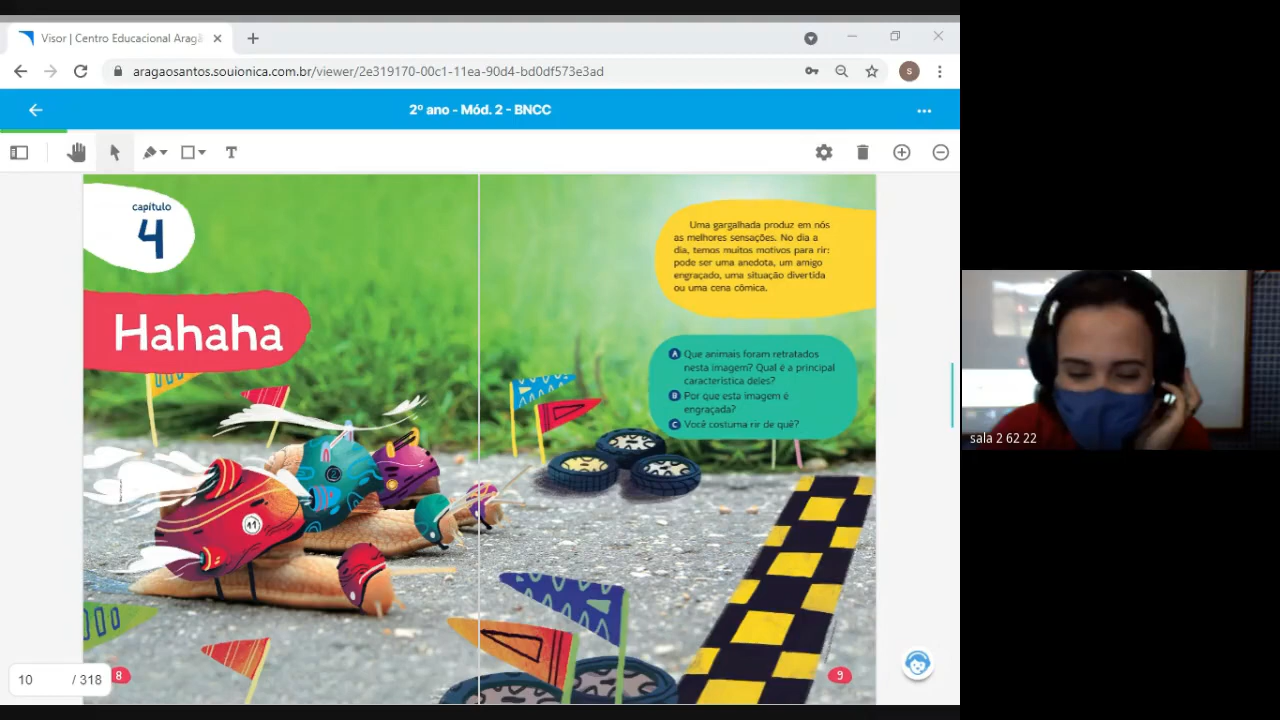 Visor | Centro Educacional Aragã
aragaosantos.souionica.com.br/viewer/2e319170-00c1-11ea-90d4-bd0df573e3ad
S
2º ano - Mód. 2 - BNCC
T
capítulo
4
Hahaha
Uma gargalhada produz em nós
as melhores sensações. No dia a
dia, temos muitos motivos para rir:
pode ser uma anedota, um amigo
engraçado, uma situação divertida
ou uma cena cômica.
A Que animais foram retratados
nesta imagem? Qual é a principal
característica deles?
B Por que esta imagem é
engraçada?
C Você costuma rir de quê?
2
41
10 / 318
8
9
sala 2 62 22